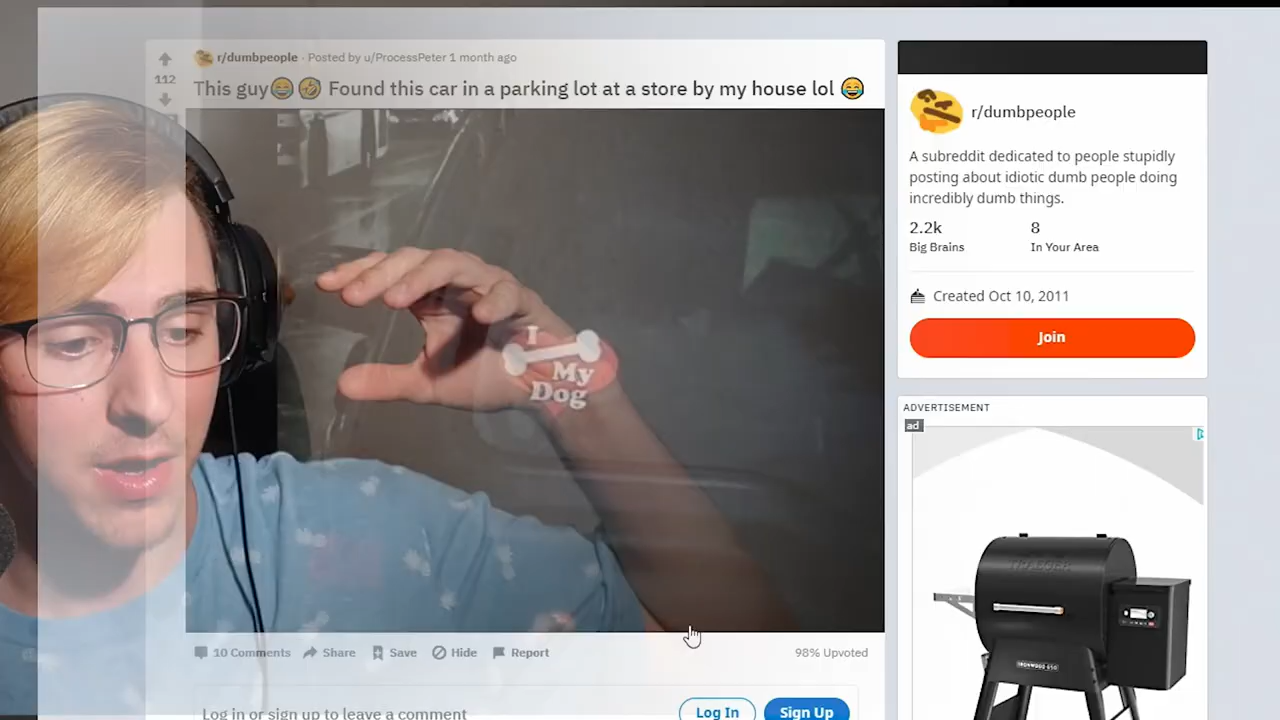 r/dumbpeople · Posted by u/ProcessPeter 1 month ago
112
This guy😂🤣 Found this car in a parking lot at a store by my house lol 😂
I
My
Dog
10 Comments Share Save Hide Report 98% Upvoted
Log in or sign up to leave a comment Log In Sign Up
r/dumbpeople
A subreddit dedicated to people stupidly
posting about idiotic dumb people doing
incredibly dumb things.
2.2k 8
Big Brains In Your Area
Created Oct 10, 2011
Join
ADVERTISEMENT
ad
TRAEGER
IRONWOOD 650